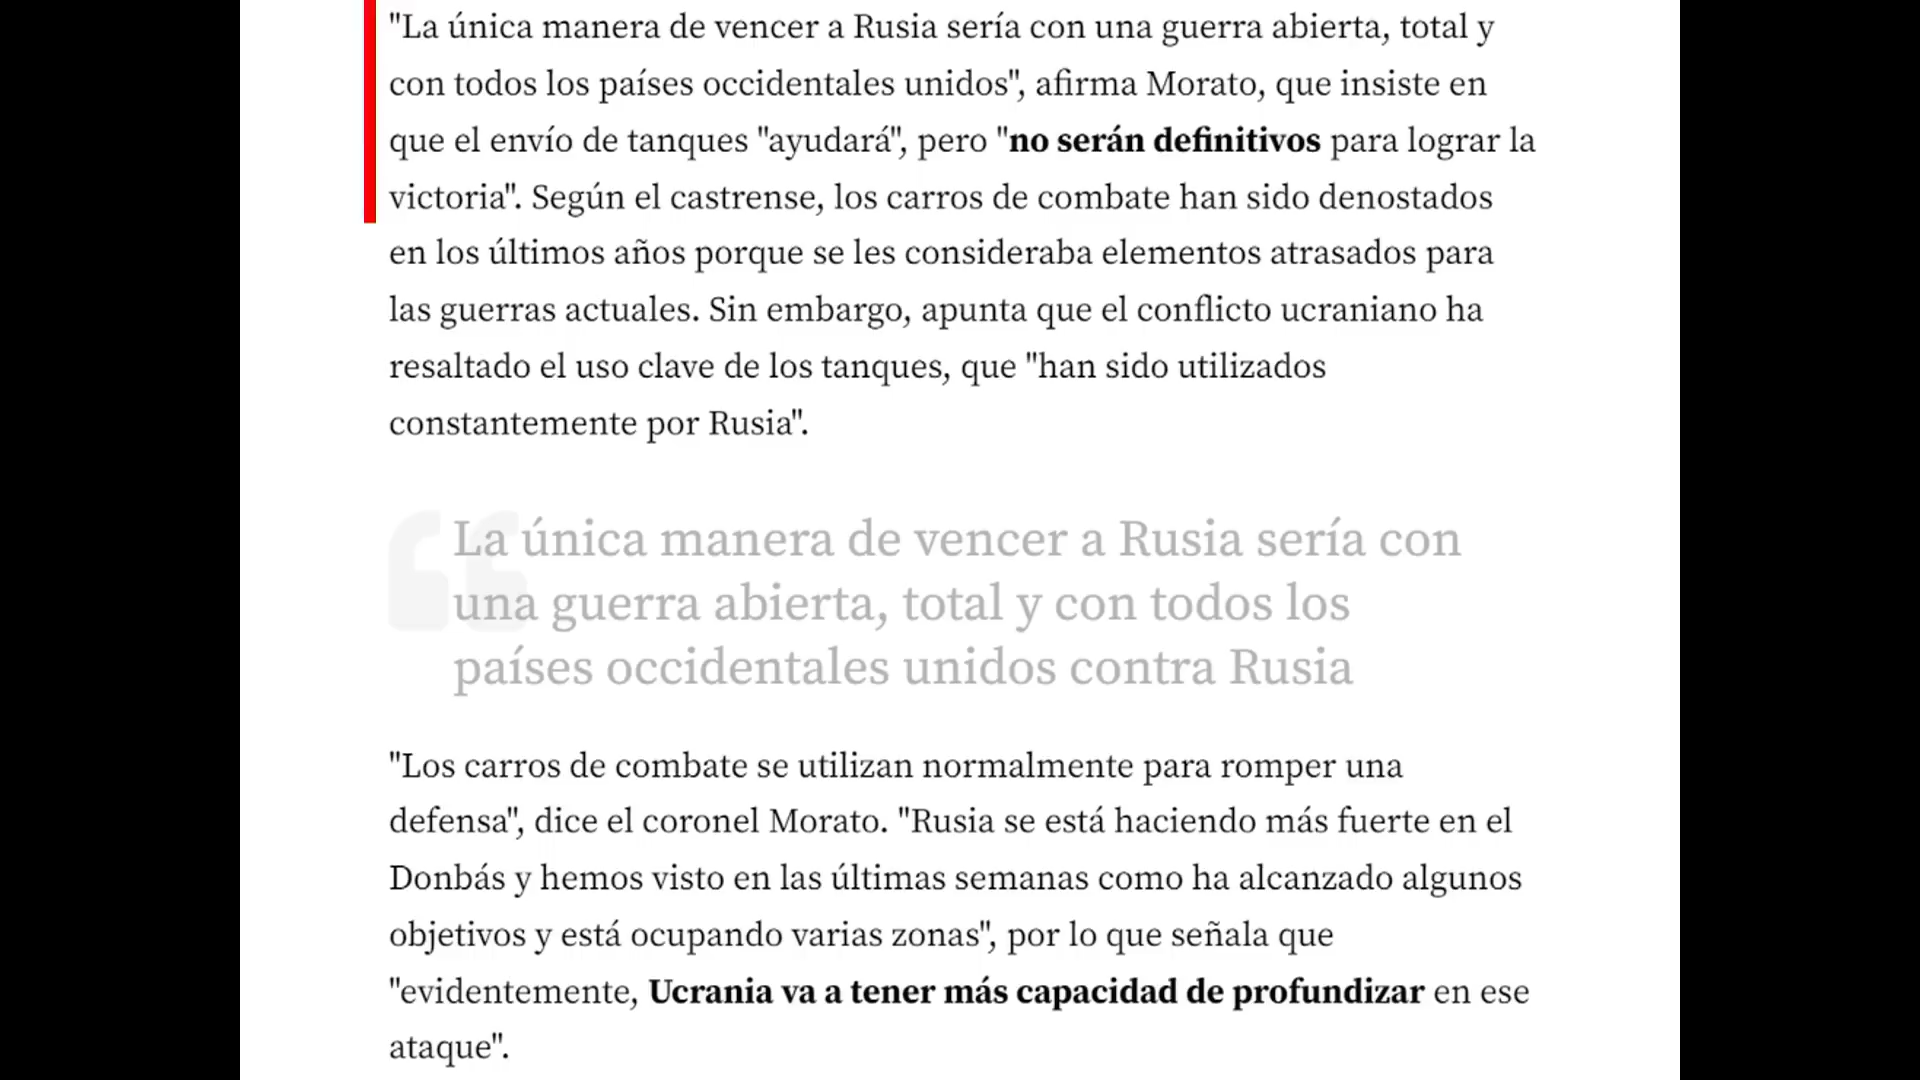 "La única manera de vencer a Rusia sería con una guerra abierta, total y
con todos los países occidentales unidos", afirma Morato, que insiste en
que el envío de tanques "ayudará", pero "no serán definitivos para lograr la
victoria". Según el castrense, los carros de combate han sido denostados
en los últimos años porque se les consideraba elementos atrasados para
las guerras actuales. Sin embargo, apunta que el conflicto ucraniano ha
resaltado el uso clave de los tanques, que "han sido utilizados
constantemente por Rusia".
La única manera de vencer a Rusia sería con
una guerra abierta, total y con todos los
países occidentales unidos contra Rusia
"Los carros de combate se utilizan normalmente para romper una
defensa", dice el coronel Morato. "Rusia se está haciendo más fuerte en el
Donbás y hemos visto en las últimas semanas como ha alcanzado algunos
objetivos y está ocupando varias zonas", por lo que señala que
"evidentemente, Ucrania va a tener más capacidad de profundizar en ese
ataque".